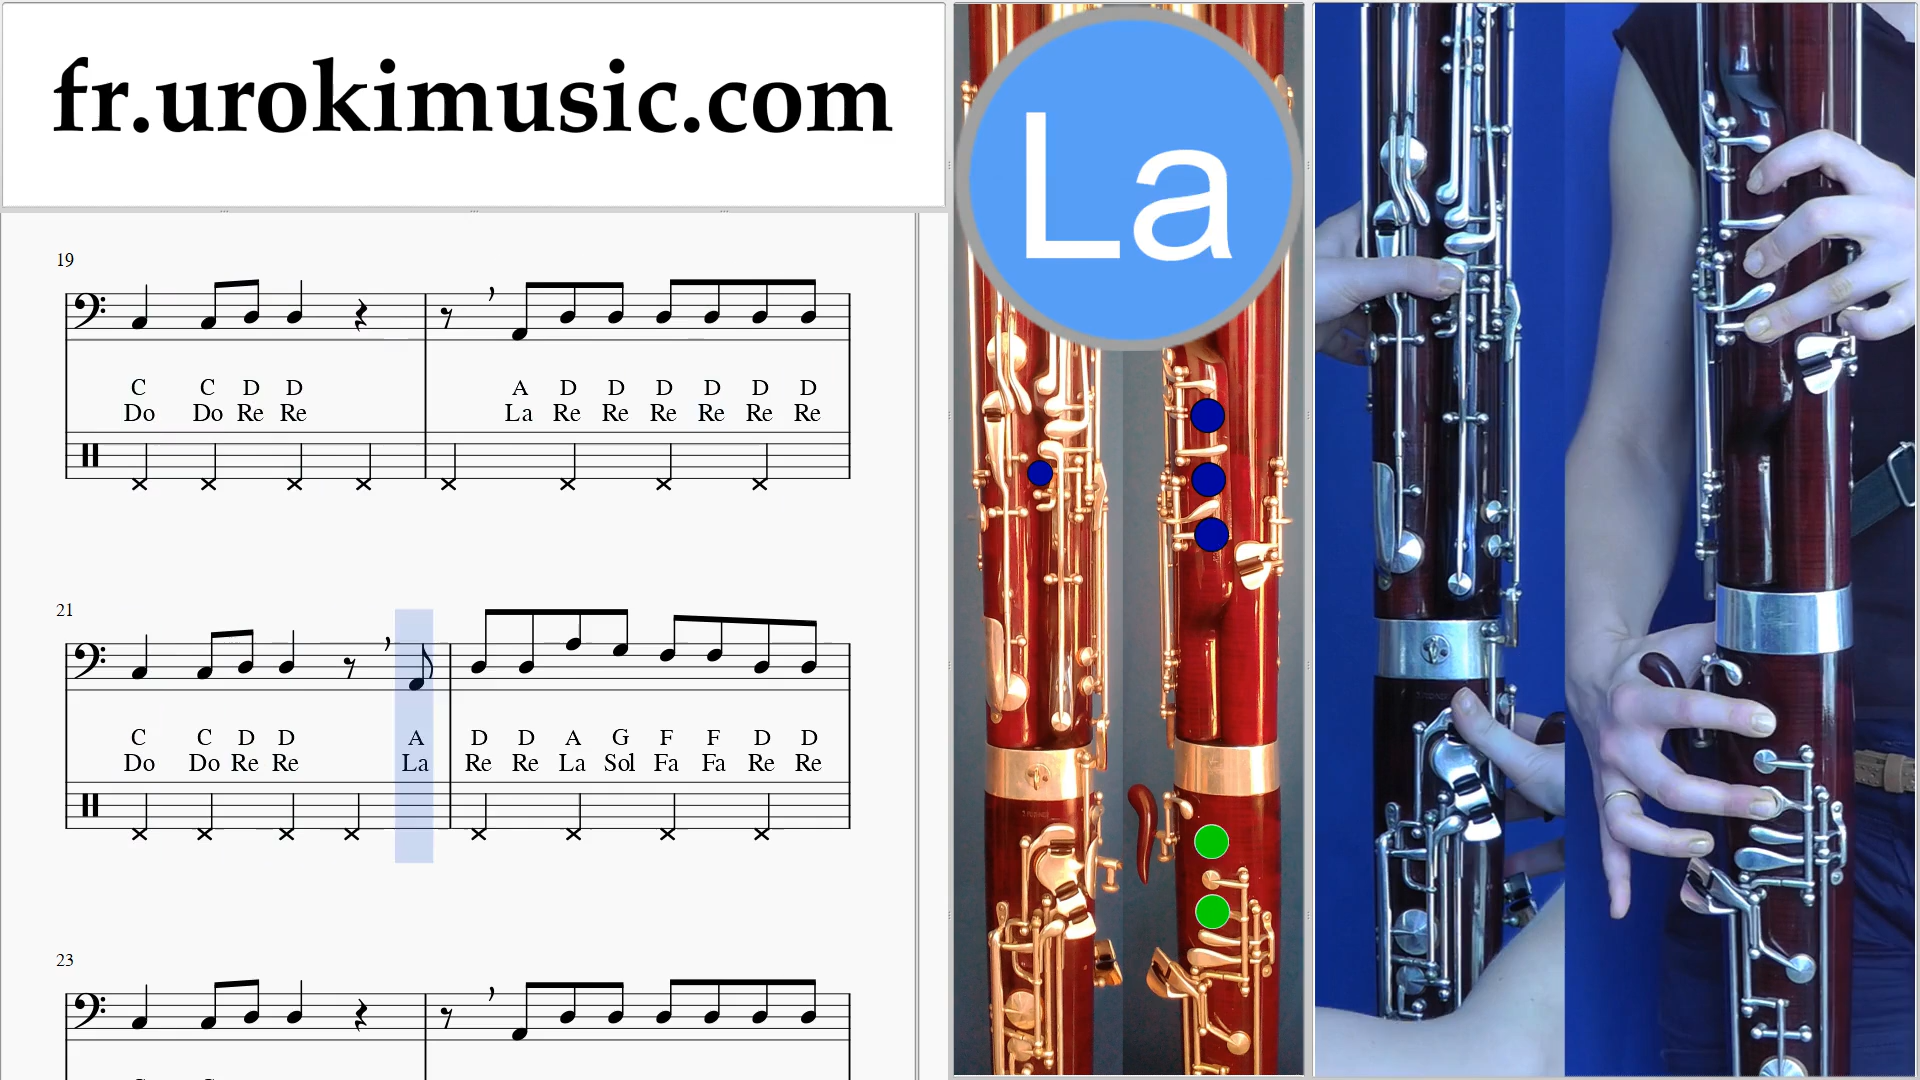 fr.urokimusic.com
La
19
C C D D A D D D D D D
Do Do Re Re La Re Re Re Re Re Re
21
C C D D A D D A G F F D D
Do Do Re Re La Re Re La Sol Fa Fa Re Re
23